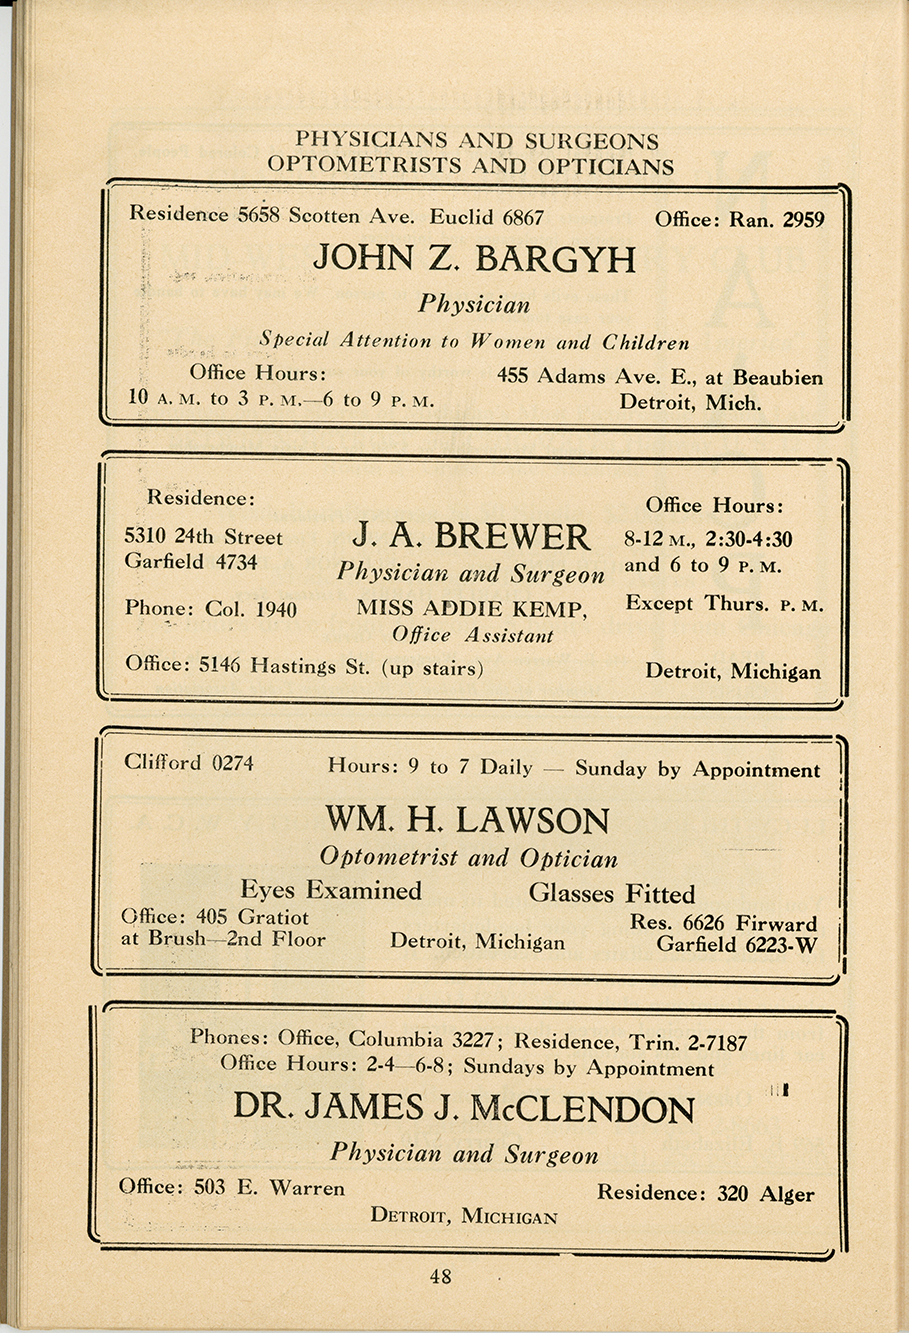 PHYSICIANS AND SURGEONS
OPTOMETRISTS AND OPTICIANS
Residence 5658 Scotten Ave. Euclid 6867 Office: Ran. 2959
JOHN Z. BARGYH
Physician
Special Attention to Women and Children
Office Hours: 455 Adams Ave. E., at Beaubien
10 A. M. to 3 P. M.—6 to 9 P. M. Detroit, Mich.
Residence: Office Hours:
5310 24th Street J. A. BREWER 8-12 M., 2:30-4:30
Garfield 4734 Physician and Surgeon and 6 to 9 P. M.
Phone: Col. 1940 MISS ADDIE KEMP, Except Thurs. P. M.
Office Assistant
Office: 5146 Hastings St. (up stairs) Detroit, Michigan
Clifford 0274 Hours: 9 to 7 Daily — Sunday by Appointment
WM. H. LAWSON
Optometrist and Optician
Eyes Examined Glasses Fitted
Office: 405 Gratiot Res. 6626 Firward
at Brush—2nd Floor Detroit, Michigan Garfield 6223-W
Phones: Office, Columbia 3227; Residence, Trin. 2-7187
Office Hours: 2-4—6-8; Sundays by Appointment
DR. JAMES J. McCLENDON
Physician and Surgeon
Office: 503 E. Warren Residence: 320 Alger
DETROIT, MICHIGAN
48